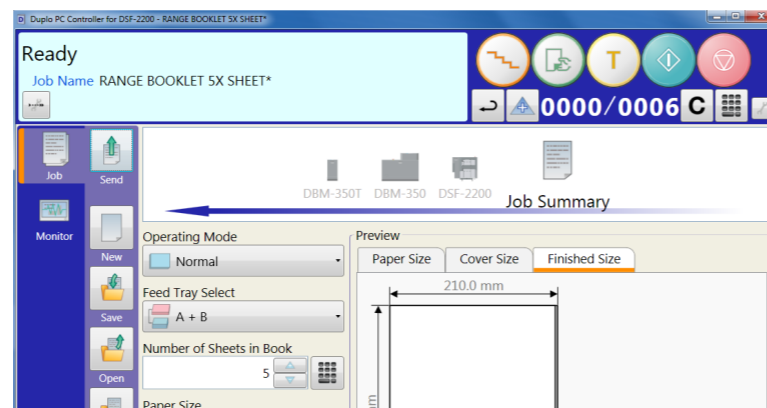 Duplo PC Controller for DSF-2200 - RANGE BOOKLET 5X SHEET*
Ready
Job Name RANGE BOOKLET 5X SHEET*
T
0000/0006 C
Job
Send
DBM-350T DBM-350 DSF-2200 Job Summary
Monitor
New
Operating Mode
Normal
Preview
Paper Size Cover Size Finished Size
Feed Tray Select
A + B
210.0 mm
Save
Number of Sheets in Book
5
Open
Paper Size